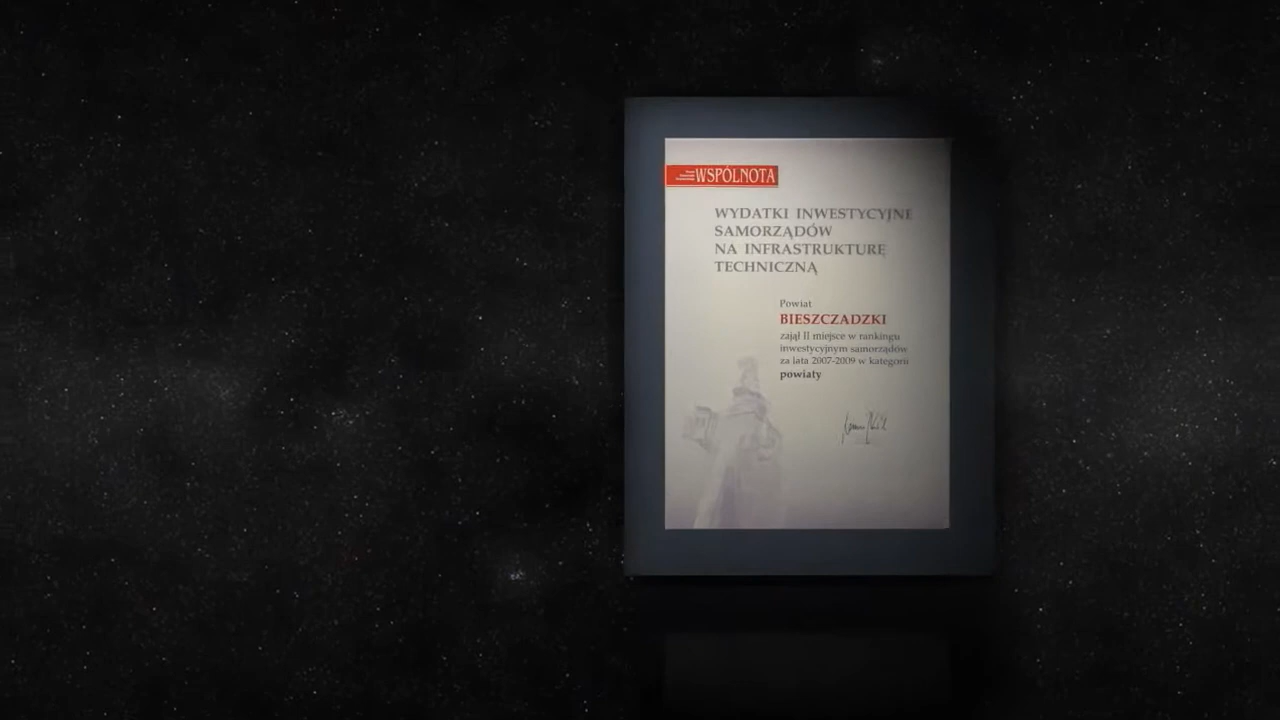 WSPÓLNOTA
WYDATKI INWESTYCYJNE
SAMORZĄDÓW
NA INFRASTRUKTURĘ
TECHNICZNĄ
Powiat
BIESZCZADZKI
zajął II miejsce w rankingu
inwestycyjnym samorządów
za lata 2007-2009 w kategorii
powiaty